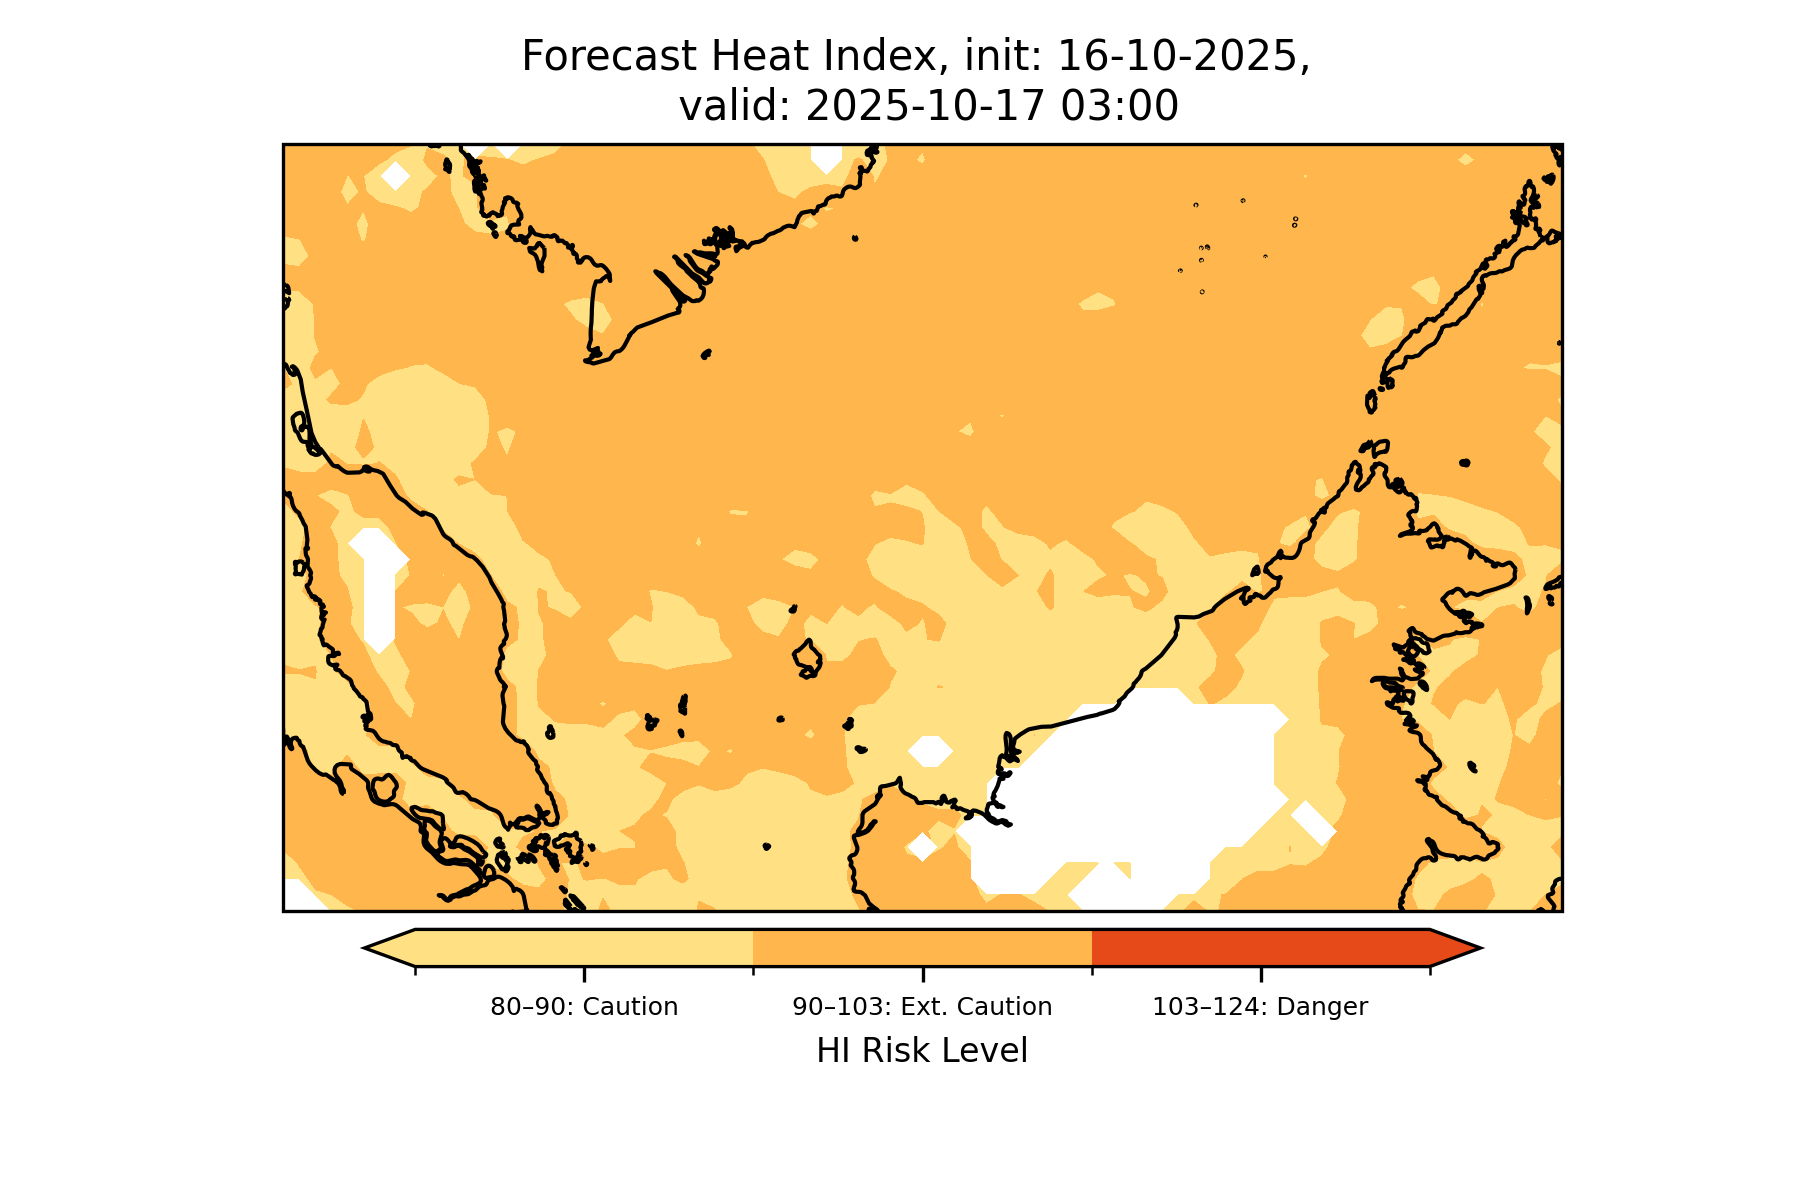 Forecast Heat Index, init: 16-10-2025,
valid: 2025-10-17 03:00
80–90: Caution
90–103: Ext. Caution
103–124: Danger
HI Risk Level